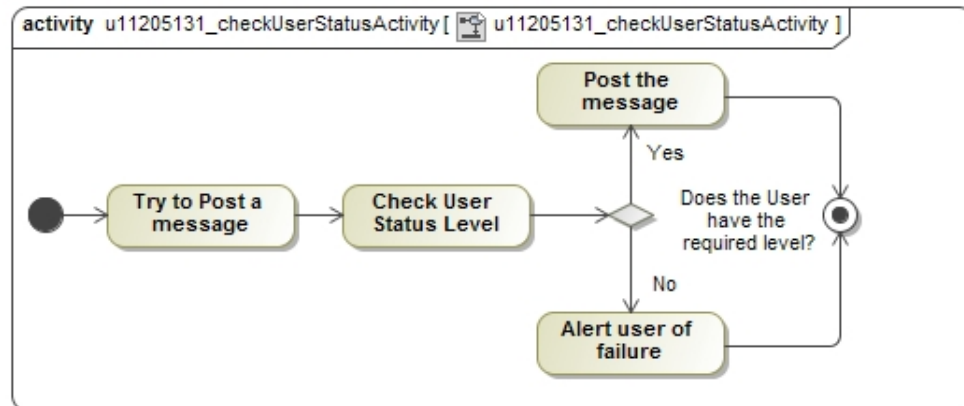 activity u11205131_checkUserStatusActivity [ u11205131_checkUserStatusActivity ]
Post the
message
Yes
Try to Post a
message
Check User
Status Level
Does the User
have the
required level?
No
Alert user of
failure